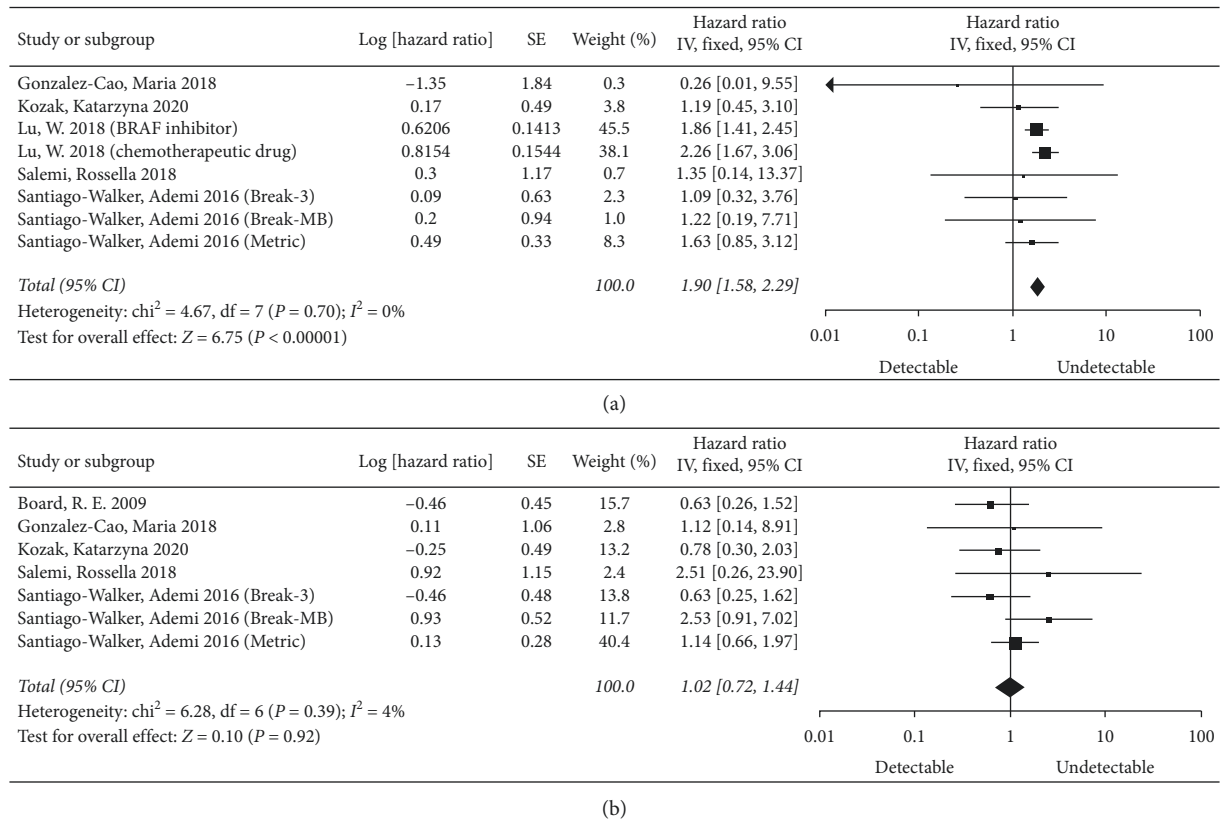 Study or subgroup Log [hazard ratio] SE Weight (%) Hazard ratio IV, fixed, 95% CI Hazard ratio IV, fixed, 95% CI
Gonzalez-Cao, Maria 2018 –1.35 1.84 0.3 0.26 [0.01, 9.55]
Kozak, Katarzyna 2020 0.17 0.49 3.8 1.19 [0.45, 3.10]
Lu, W. 2018 (BRAF inhibitor) 0.6206 0.1413 45.5 1.86 [1.41, 2.45]
Lu, W. 2018 (chemotherapeutic drug) 0.8154 0.1544 38.1 2.26 [1.67, 3.06]
Salemi, Rossella 2018 0.3 1.17 0.7 1.35 [0.14, 13.37]
Santiago-Walker, Ademi 2016 (Break-3) 0.09 0.63 2.3 1.09 [0.32, 3.76]
Santiago-Walker, Ademi 2016 (Break-MB) 0.2 0.94 1.0 1.22 [0.19, 7.71]
Santiago-Walker, Ademi 2016 (Metric) 0.49 0.33 8.3 1.63 [0.85, 3.12]
Total (95% CI) 100.0 1.90 [1.58, 2.29]
Heterogeneity: chi² = 4.67, df = 7 (P = 0.70); I² = 0%
Test for overall effect: Z = 6.75 (P < 0.00001)
0.01 0.1 1 10 100
Detectable Undetectable
(a)
Study or subgroup Log [hazard ratio] SE Weight (%) Hazard ratio IV, fixed, 95% CI Hazard ratio IV, fixed, 95% CI
Board, R. E. 2009 –0.46 0.45 15.7 0.63 [0.26, 1.52]
Gonzalez-Cao, Maria 2018 0.11 1.06 2.8 1.12 [0.14, 8.91]
Kozak, Katarzyna 2020 –0.25 0.49 13.2 0.78 [0.30, 2.03]
Salemi, Rossella 2018 0.92 1.15 2.4 2.51 [0.26, 23.90]
Santiago-Walker, Ademi 2016 (Break-3) –0.46 0.48 13.8 0.63 [0.25, 1.62]
Santiago-Walker, Ademi 2016 (Break-MB) 0.93 0.52 11.7 2.53 [0.91, 7.02]
Santiago-Walker, Ademi 2016 (Metric) 0.13 0.28 40.4 1.14 [0.66, 1.97]
Total (95% CI) 100.0 1.02 [0.72, 1.44]
Heterogeneity: chi² = 6.28, df = 6 (P = 0.39); I² = 4%
Test for overall effect: Z = 0.10 (P = 0.92)
0.01 0.1 1 10 100
Detectable Undetectable
(b)